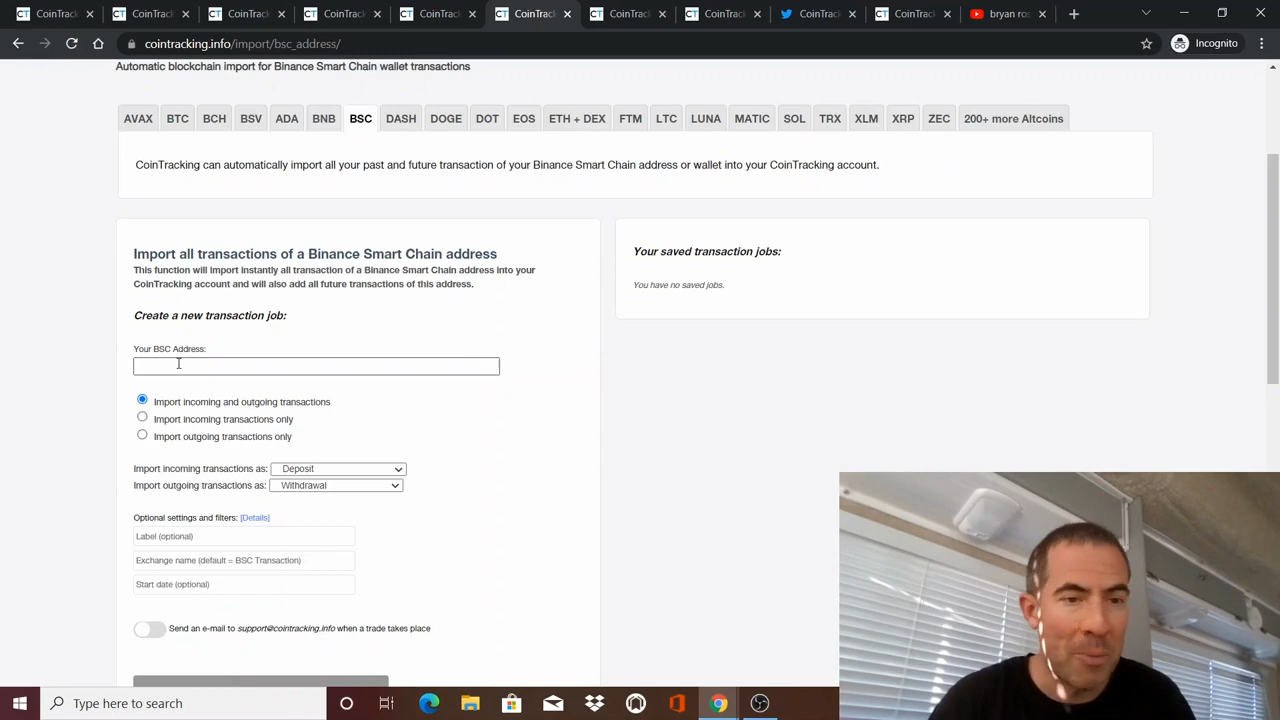 CoinTrack
CoinTrack
CoinTrack
CoinTrack
CoinTrack
CoinTrack
CoinTrack
CoinTrack
CoinTrack
bryan ros
cointracking.info/import/bsc_address/
Incognito
Automatic blockchain import for Binance Smart Chain wallet transactions
AVAX BTC BCH BSV ADA BNB BSC DASH DOGE DOT EOS ETH + DEX FTM LTC LUNA MATIC SOL TRX XLM XRP ZEC 200+ more Altcoins
CoinTracking can automatically import all your past and future transaction of your Binance Smart Chain address or wallet into your CoinTracking account.
Import all transactions of a Binance Smart Chain address
This function will import instantly all transaction of a Binance Smart Chain address into your
CoinTracking account and will also add all future transactions of this address.
Create a new transaction job:
Your BSC Address:
Import incoming and outgoing transactions
Import incoming transactions only
Import outgoing transactions only
Import incoming transactions as: Deposit
Import outgoing transactions as: Withdrawal
Optional settings and filters: [Details]
Label (optional)
Exchange name (default = BSC Transaction)
Start date (optional)
Send an e-mail to support@cointracking.info when a trade takes place
Your saved transaction jobs:
You have no saved jobs.
Type here to search